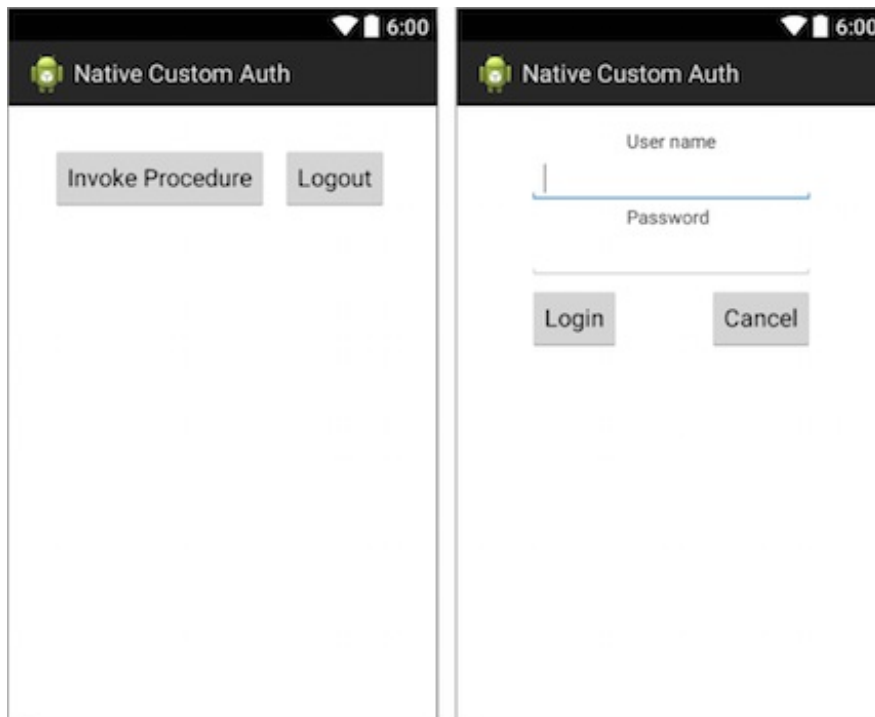 6:00
Native Custom Auth
Invoke Procedure
Logout
6:00
Native Custom Auth
User name
Password
Login
Cancel